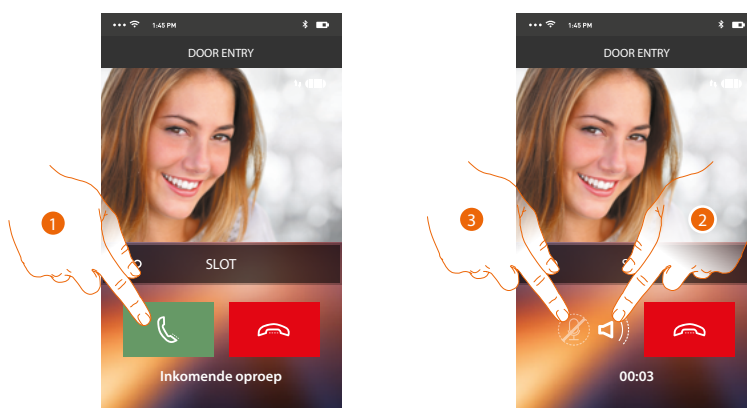 1:45 PM
DOOR ENTRY
SLOT
1
Inkomende oproep
1:45 PM
DOOR ENTRY
3
2
S
00:03